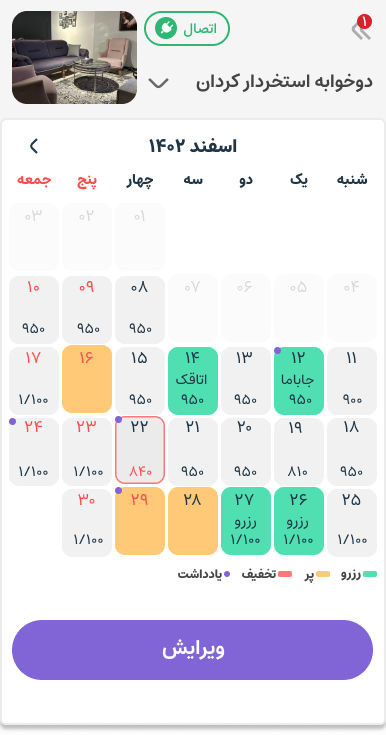 ۱
اتصال
دوخوابه استخردار کردان
اسفند ۱۴۰۲
شنبه یک دو سه چهار پنج جمعه
۰۱ ۰۲ ۰۳
۰۴ ۰۵ ۰۶ ۰۷ ۰۸ ۰۹ ۱۰
۹۵۰ ۹۵۰ ۹۵۰
۱۱ ۱۲ ۱۳ ۱۴ ۱۵ ۱۶ ۱۷
جاباما اتاقک
۹۰۰ ۹۵۰ ۹۵۰ ۹۵۰ ۹۵۰ ۱/۱۰۰
۱۸ ۱۹ ۲۰ ۲۱ ۲۲ ۲۳ ۲۴
۹۵۰ ۸۱۰ ۹۵۰ ۹۵۰ ۸۴۰ ۱/۱۰۰ ۱/۱۰۰
۲۵ ۲۶ ۲۷ ۲۸ ۲۹ ۳۰
رزرو رزرو
۱/۱۰۰ ۱/۱۰۰ ۱/۱۰۰ ۱/۱۰۰
رزرو پر تخفیف یادداشت
ویرایش